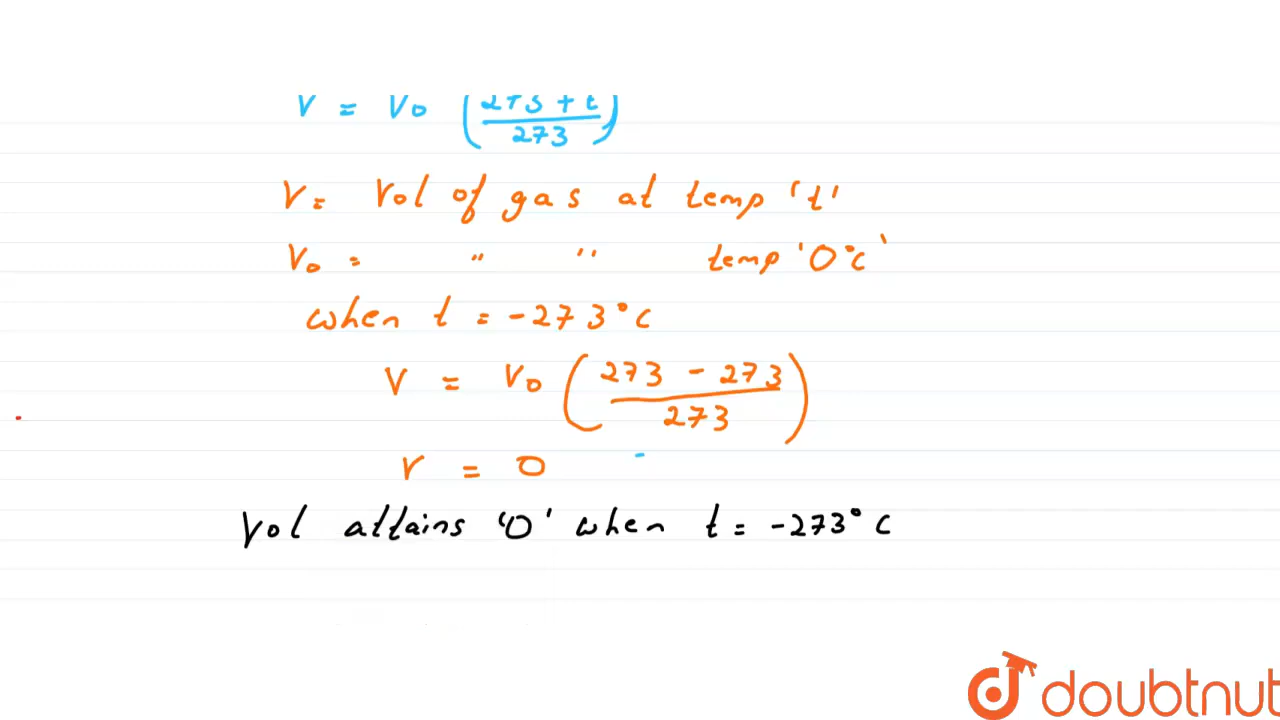 V = V0 (273 + t / 273)
V = Vol of gas at temp 't'
V0 = " " temp '0°C'
when t = -273°C
V = V0 (273 - 273 / 273)
V = 0
Vol attains '0' when t = -273°C
doubtnut